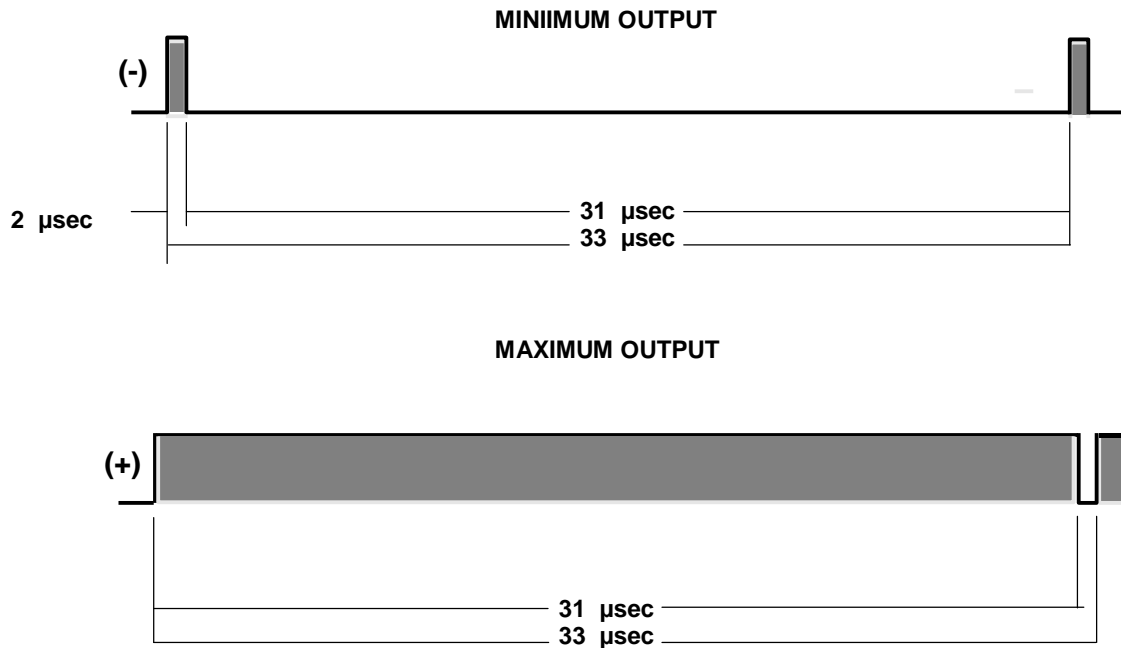 MINIIMUM OUTPUT
(-)
2 µsec
31 µsec
33 µsec
MAXIMUM OUTPUT
(+)
31 µsec
33 µsec